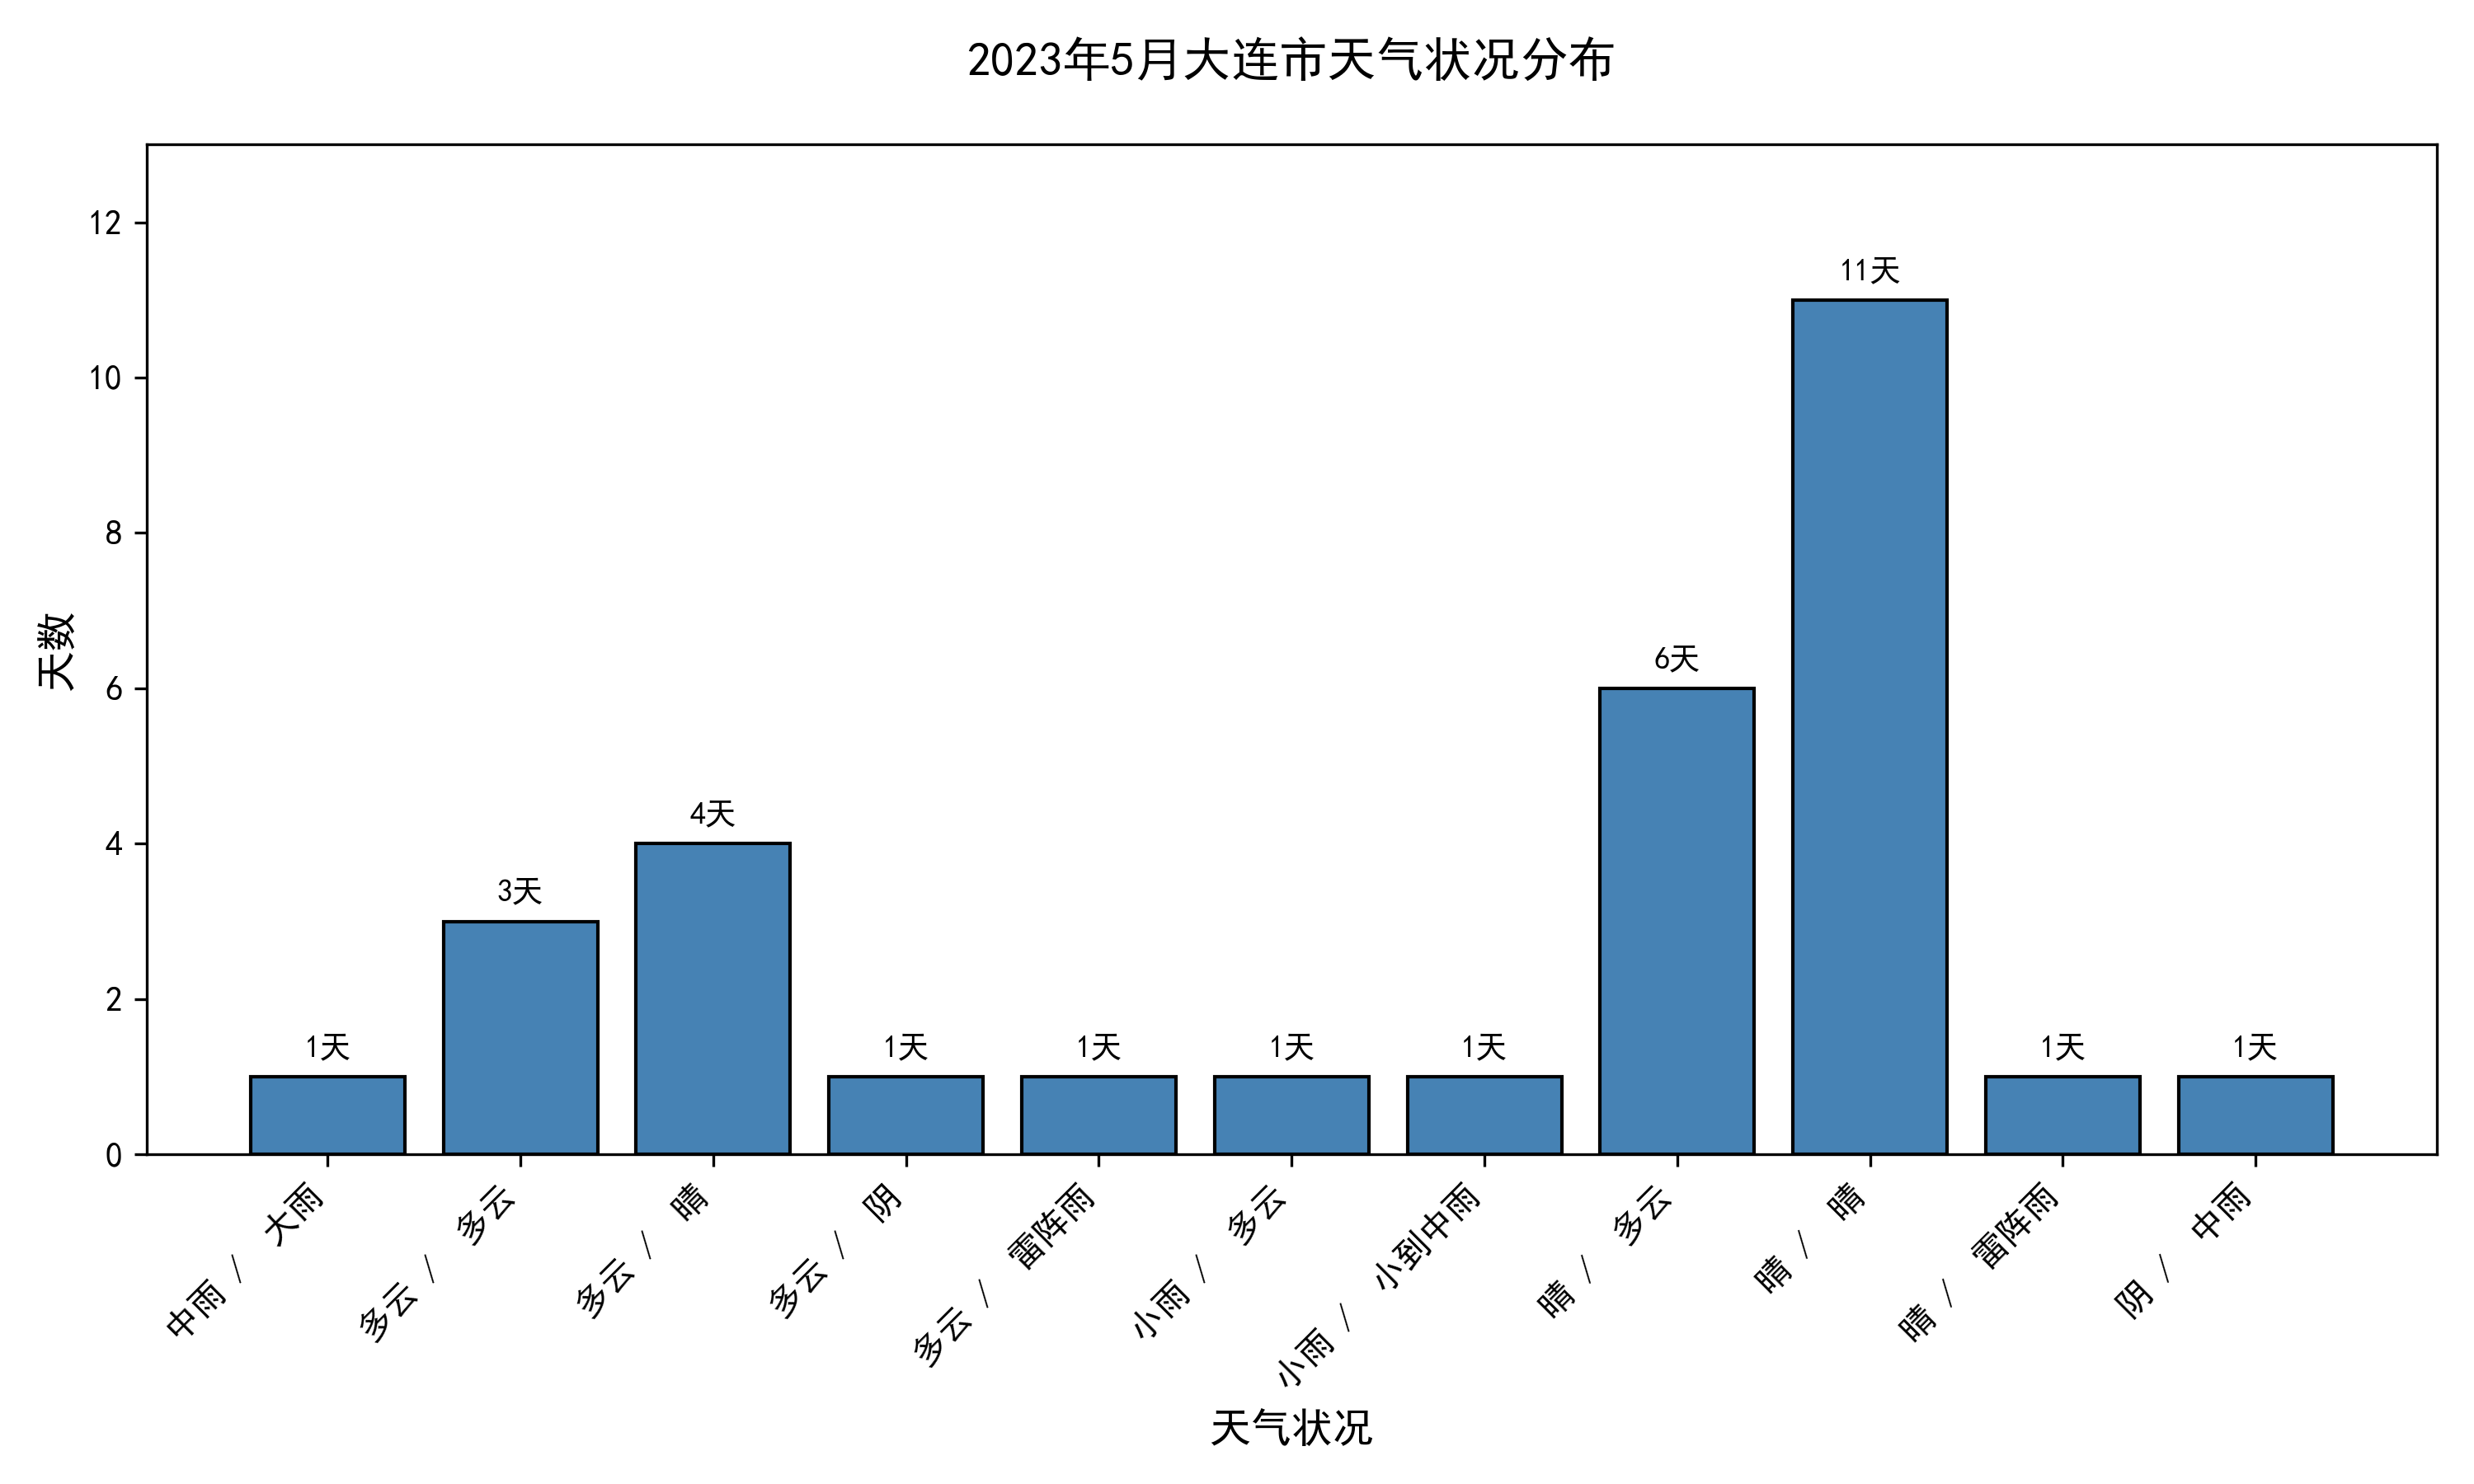 2023年5月大连市天气状况分布
天数
12
10
8
6
4
2
0
1天
3天
4天
1天
1天
1天
1天
6天
11天
1天
1天
中雨 / 大雨
多云 / 多云
多云 / 晴
多云 / 阴
多云 / 雷阵雨
小雨 / 多云
小雨 / 小到中雨
晴 / 多云
晴 / 晴
晴 / 雷阵雨
阴 / 中雨
天气状况